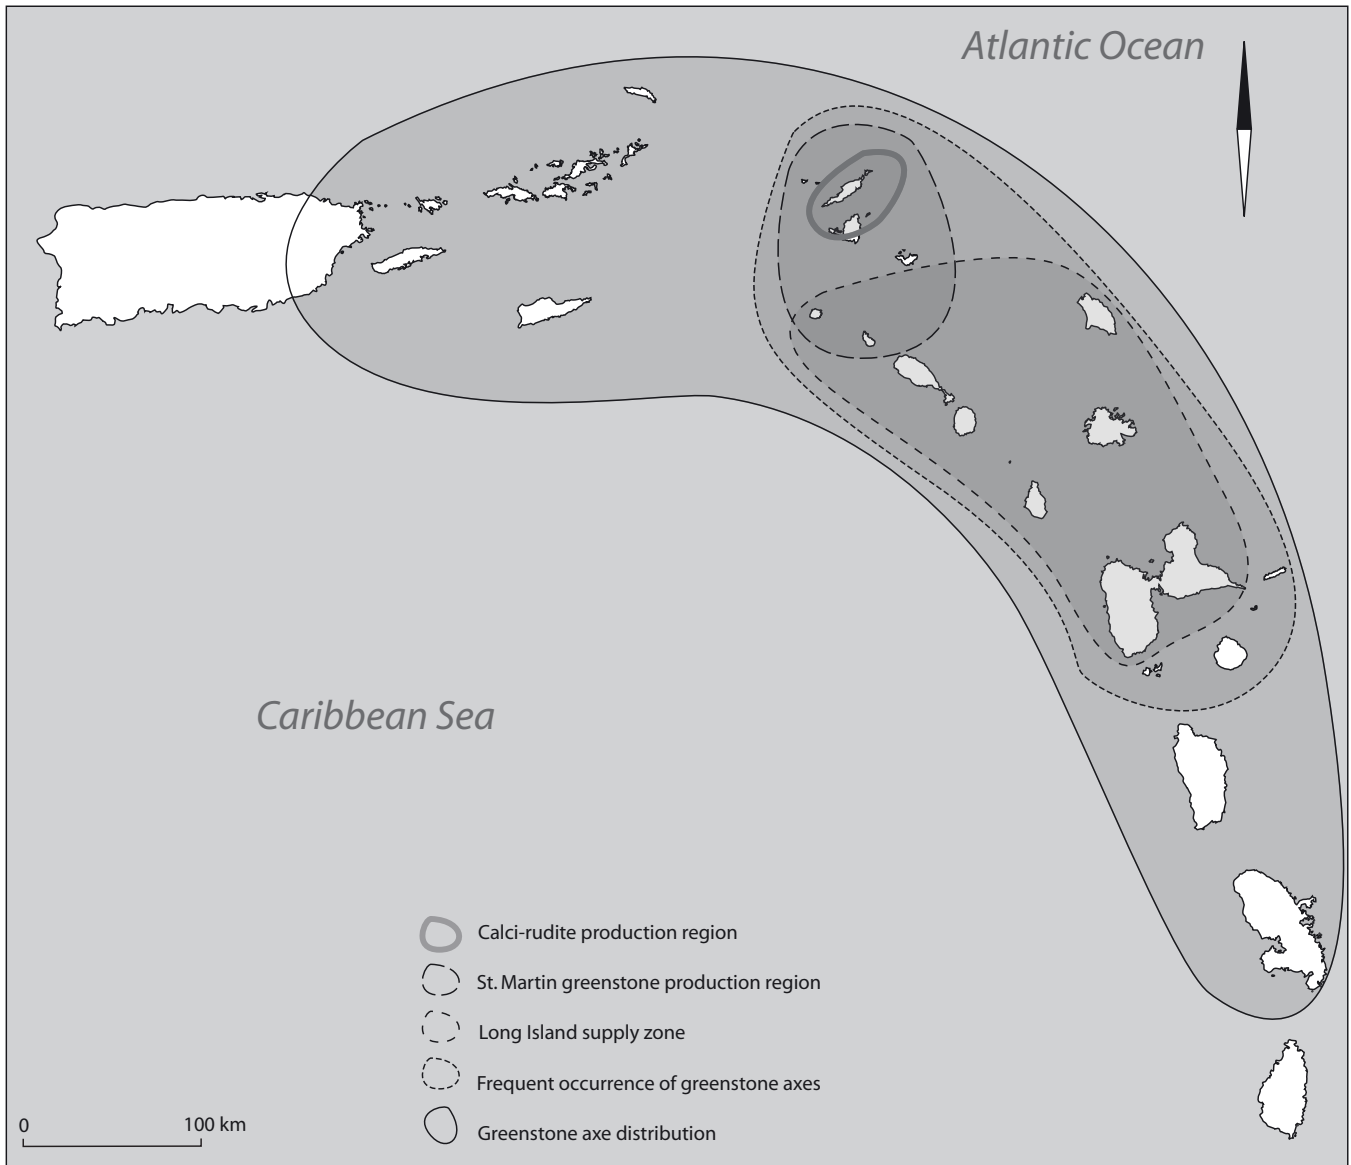 Atlantic Ocean
Caribbean Sea
Calci-rudite production region
St. Martin greenstone production region
Long Island supply zone
Frequent occurrence of greenstone axes
Greenstone axe distribution
0 100 km